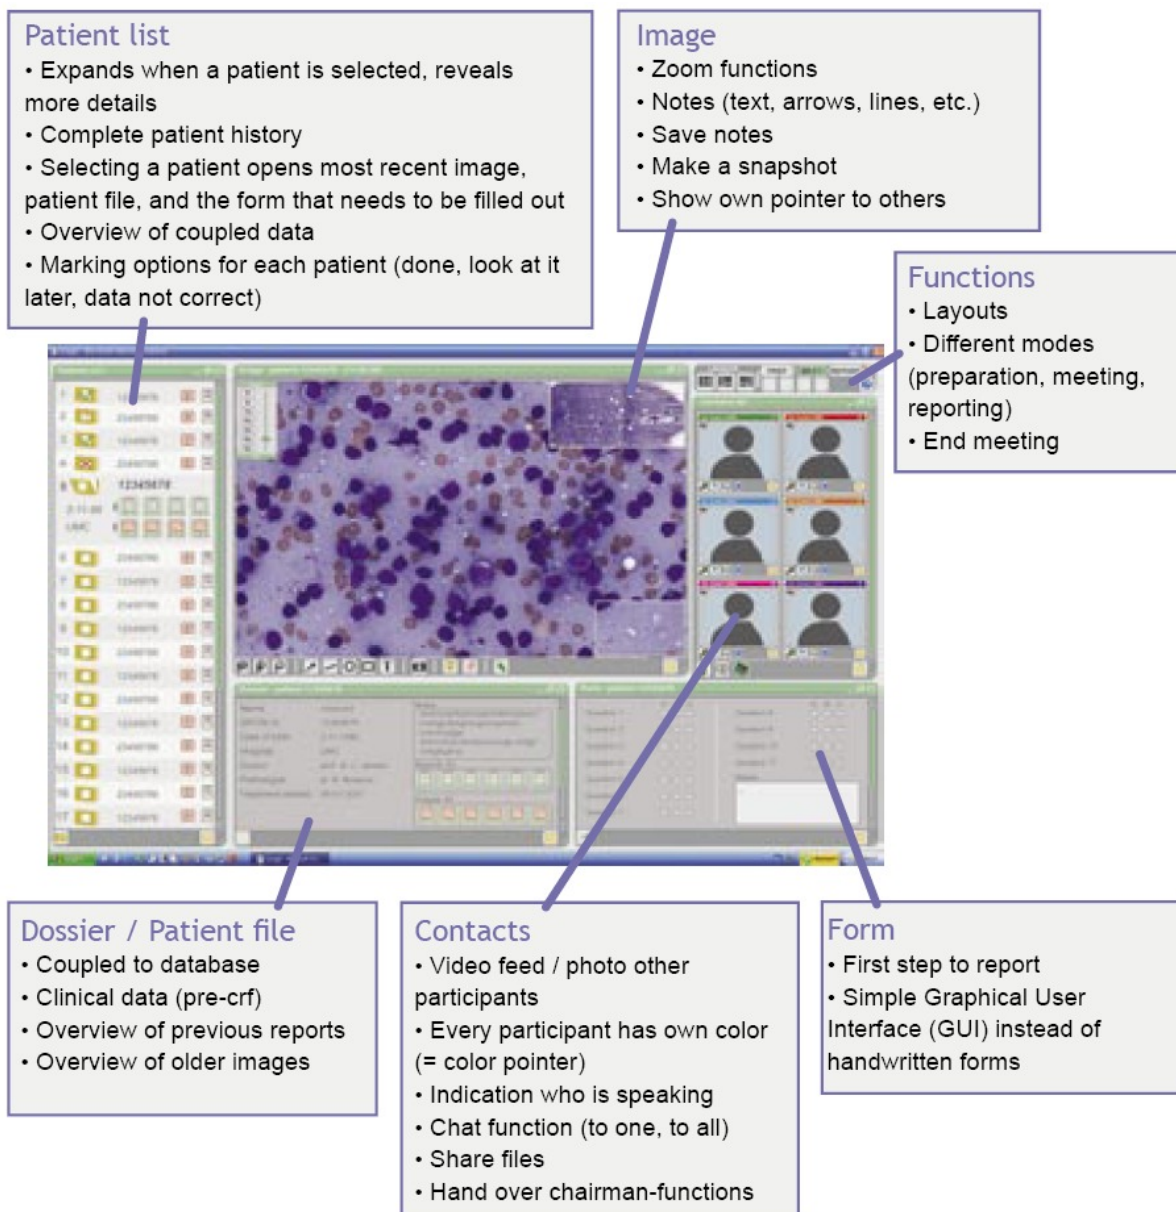 Patient list
• Expands when a patient is selected, reveals
more details
• Complete patient history
• Selecting a patient opens most recent image,
patient file, and the form that needs to be filled out
• Overview of coupled data
• Marking options for each patient (done, look at it
later, data not correct)
Image
• Zoom functions
• Notes (text, arrows, lines, etc.)
• Save notes
• Make a snapshot
• Show own pointer to others
Functions
• Layouts
• Different modes
(preparation, meeting,
reporting)
• End meeting
12345678
UMC
Dossier / Patient file
• Coupled to database
• Clinical data (pre-crf)
• Overview of previous reports
• Overview of older images
Contacts
• Video feed / photo other
participants
• Every participant has own color
(= color pointer)
• Indication who is speaking
• Chat function (to one, to all)
• Share files
• Hand over chairman-functions
Form
• First step to report
• Simple Graphical User
Interface (GUI) instead of
handwritten forms